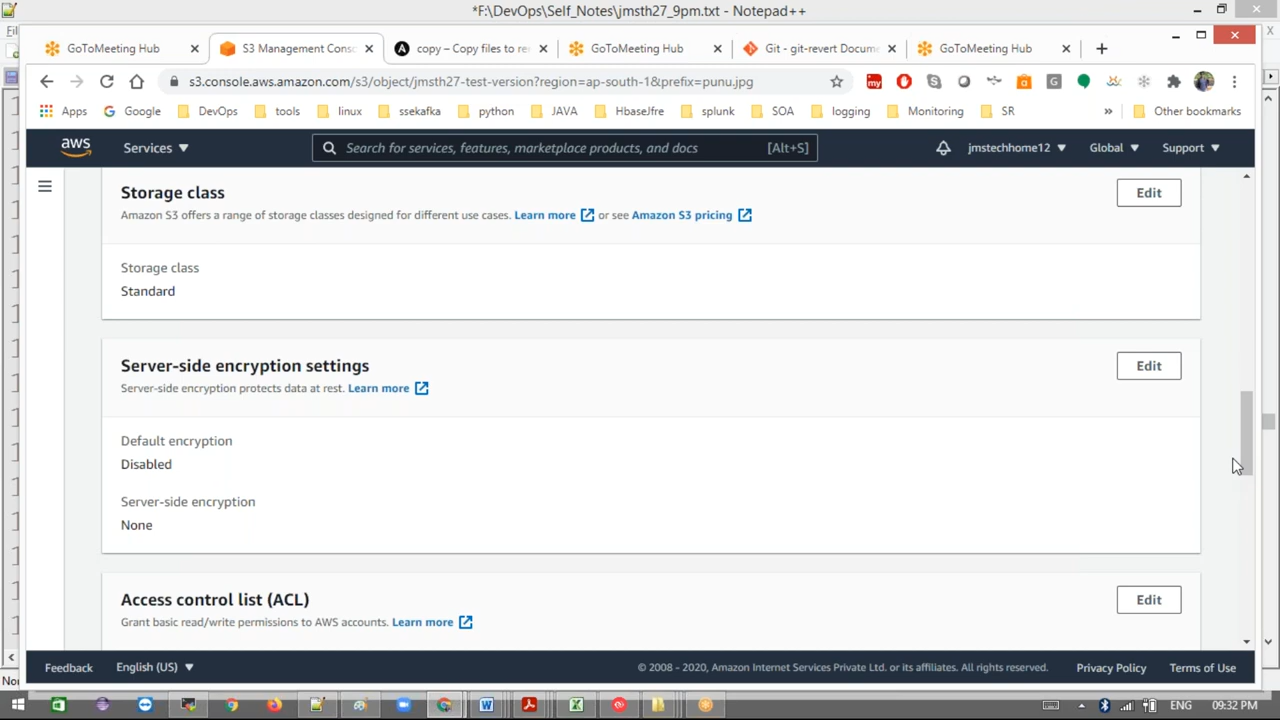 *F:\DevOps\Self_Notes\jmsth27_9pm.txt - Notepad++
GoToMeeting Hub
S3 Management Consc
copy – Copy files to re
GoToMeeting Hub
Git - git-revert Docum
GoToMeeting Hub
s3.console.aws.amazon.com/s3/object/jmsth27-test-version?region=ap-south-1&prefix=punu.jpg
Apps
Google
DevOps
tools
linux
ssekafka
python
JAVA
HbaseJfre
splunk
SOA
logging
Monitoring
SR
»
Other bookmarks
aws
Services
Search for services, features, marketplace products, and docs
[Alt+S]
jmstechhome12
Global
Support
Storage class
Edit
Amazon S3 offers a range of storage classes designed for different use cases. Learn more or see Amazon S3 pricing
Storage class
Standard
Server-side encryption settings
Edit
Server-side encryption protects data at rest. Learn more
Default encryption
Disabled
Server-side encryption
None
Access control list (ACL)
Edit
Grant basic read/write permissions to AWS accounts. Learn more
Feedback
English (US)
© 2008 - 2020, Amazon Internet Services Private Ltd. or its affiliates. All rights reserved.
Privacy Policy
Terms of Use
ENG
09:32 PM